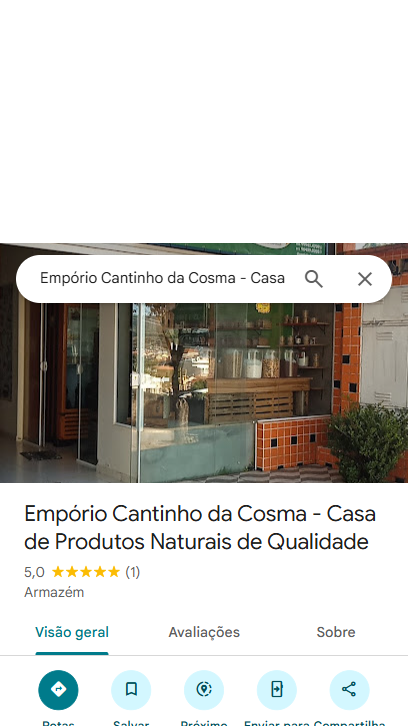 Empório Cantinho da Cosma - Casa
Empório Cantinho da Cosma - Casa
de Produtos Naturais de Qualidade
5,0 (1)
Armazém
Visão geral
Avaliações
Sobre
Rotas
Salvar
Próximo
Enviar para
Compartilha